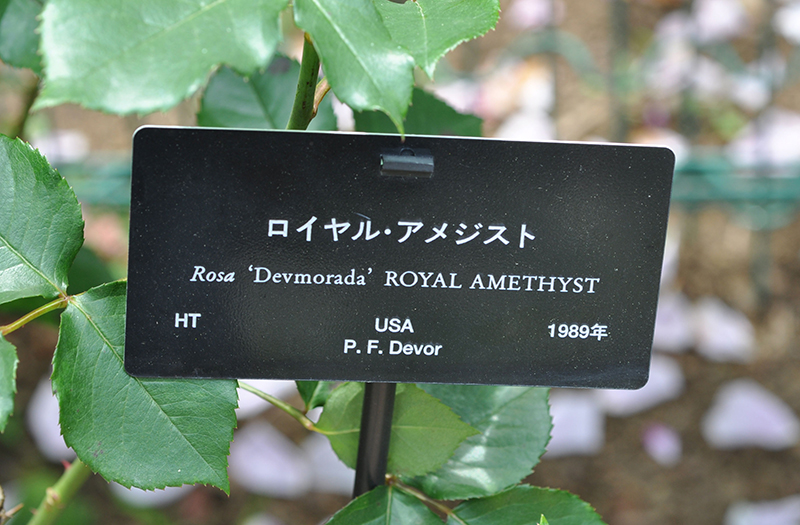 ロイヤル・アメジスト
Rosa ‘Devmorada’ ROYAL AMETHYST
HT USA 1989年
P. F. Devor